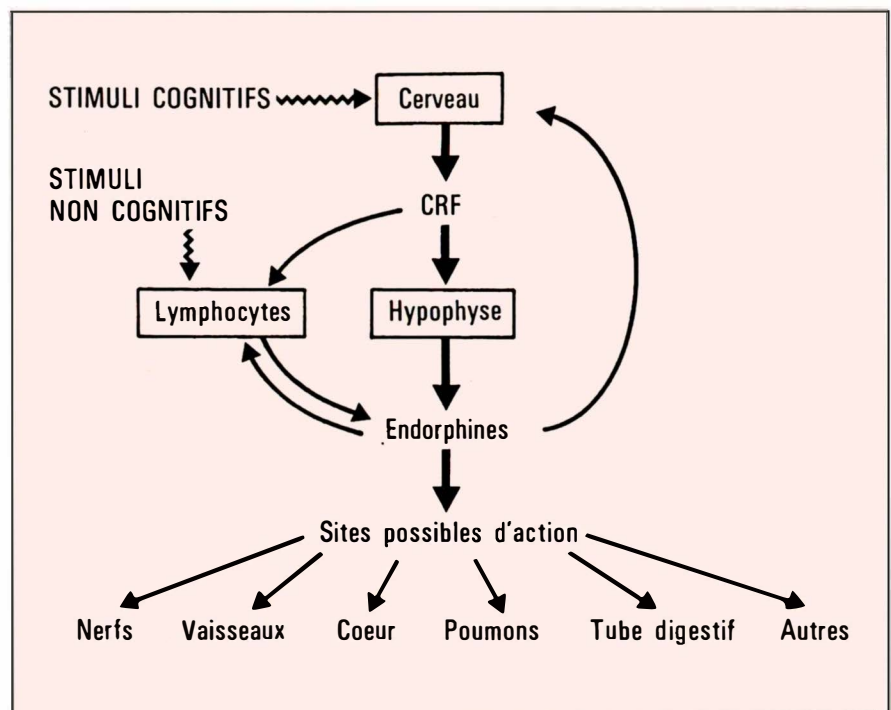 STIMULI COGNITIFS
Cerveau
STIMULI
NON COGNITIFS
CRF
Lymphocytes
Hypophyse
Endorphines
Sites possibles d'action
Nerfs
Vaisseaux
Coeur
Poumons
Tube digestif
Autres